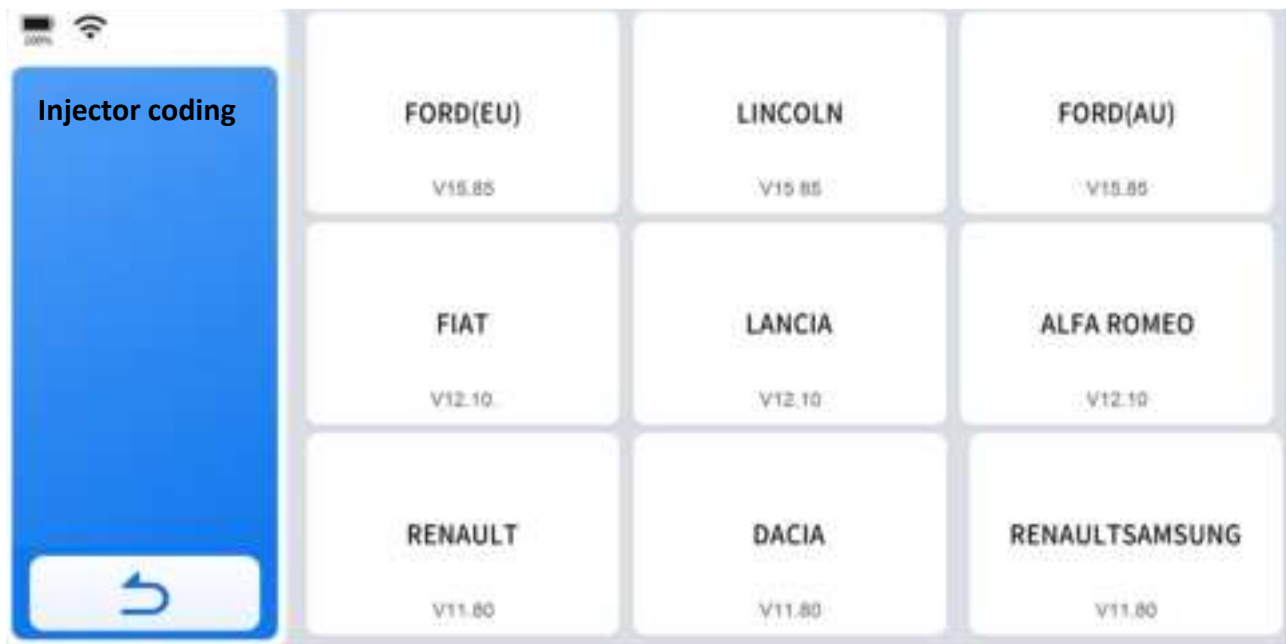 100%
Injector coding
FORD(EU)
V15.85
LINCOLN
V15.85
FORD(AU)
V15.85
FIAT
V12.10
LANCIA
V12.10
ALFA ROMEO
V12.10
RENAULT
V11.80
DACIA
V11.80
RENAULTSAMSUNG
V11.80